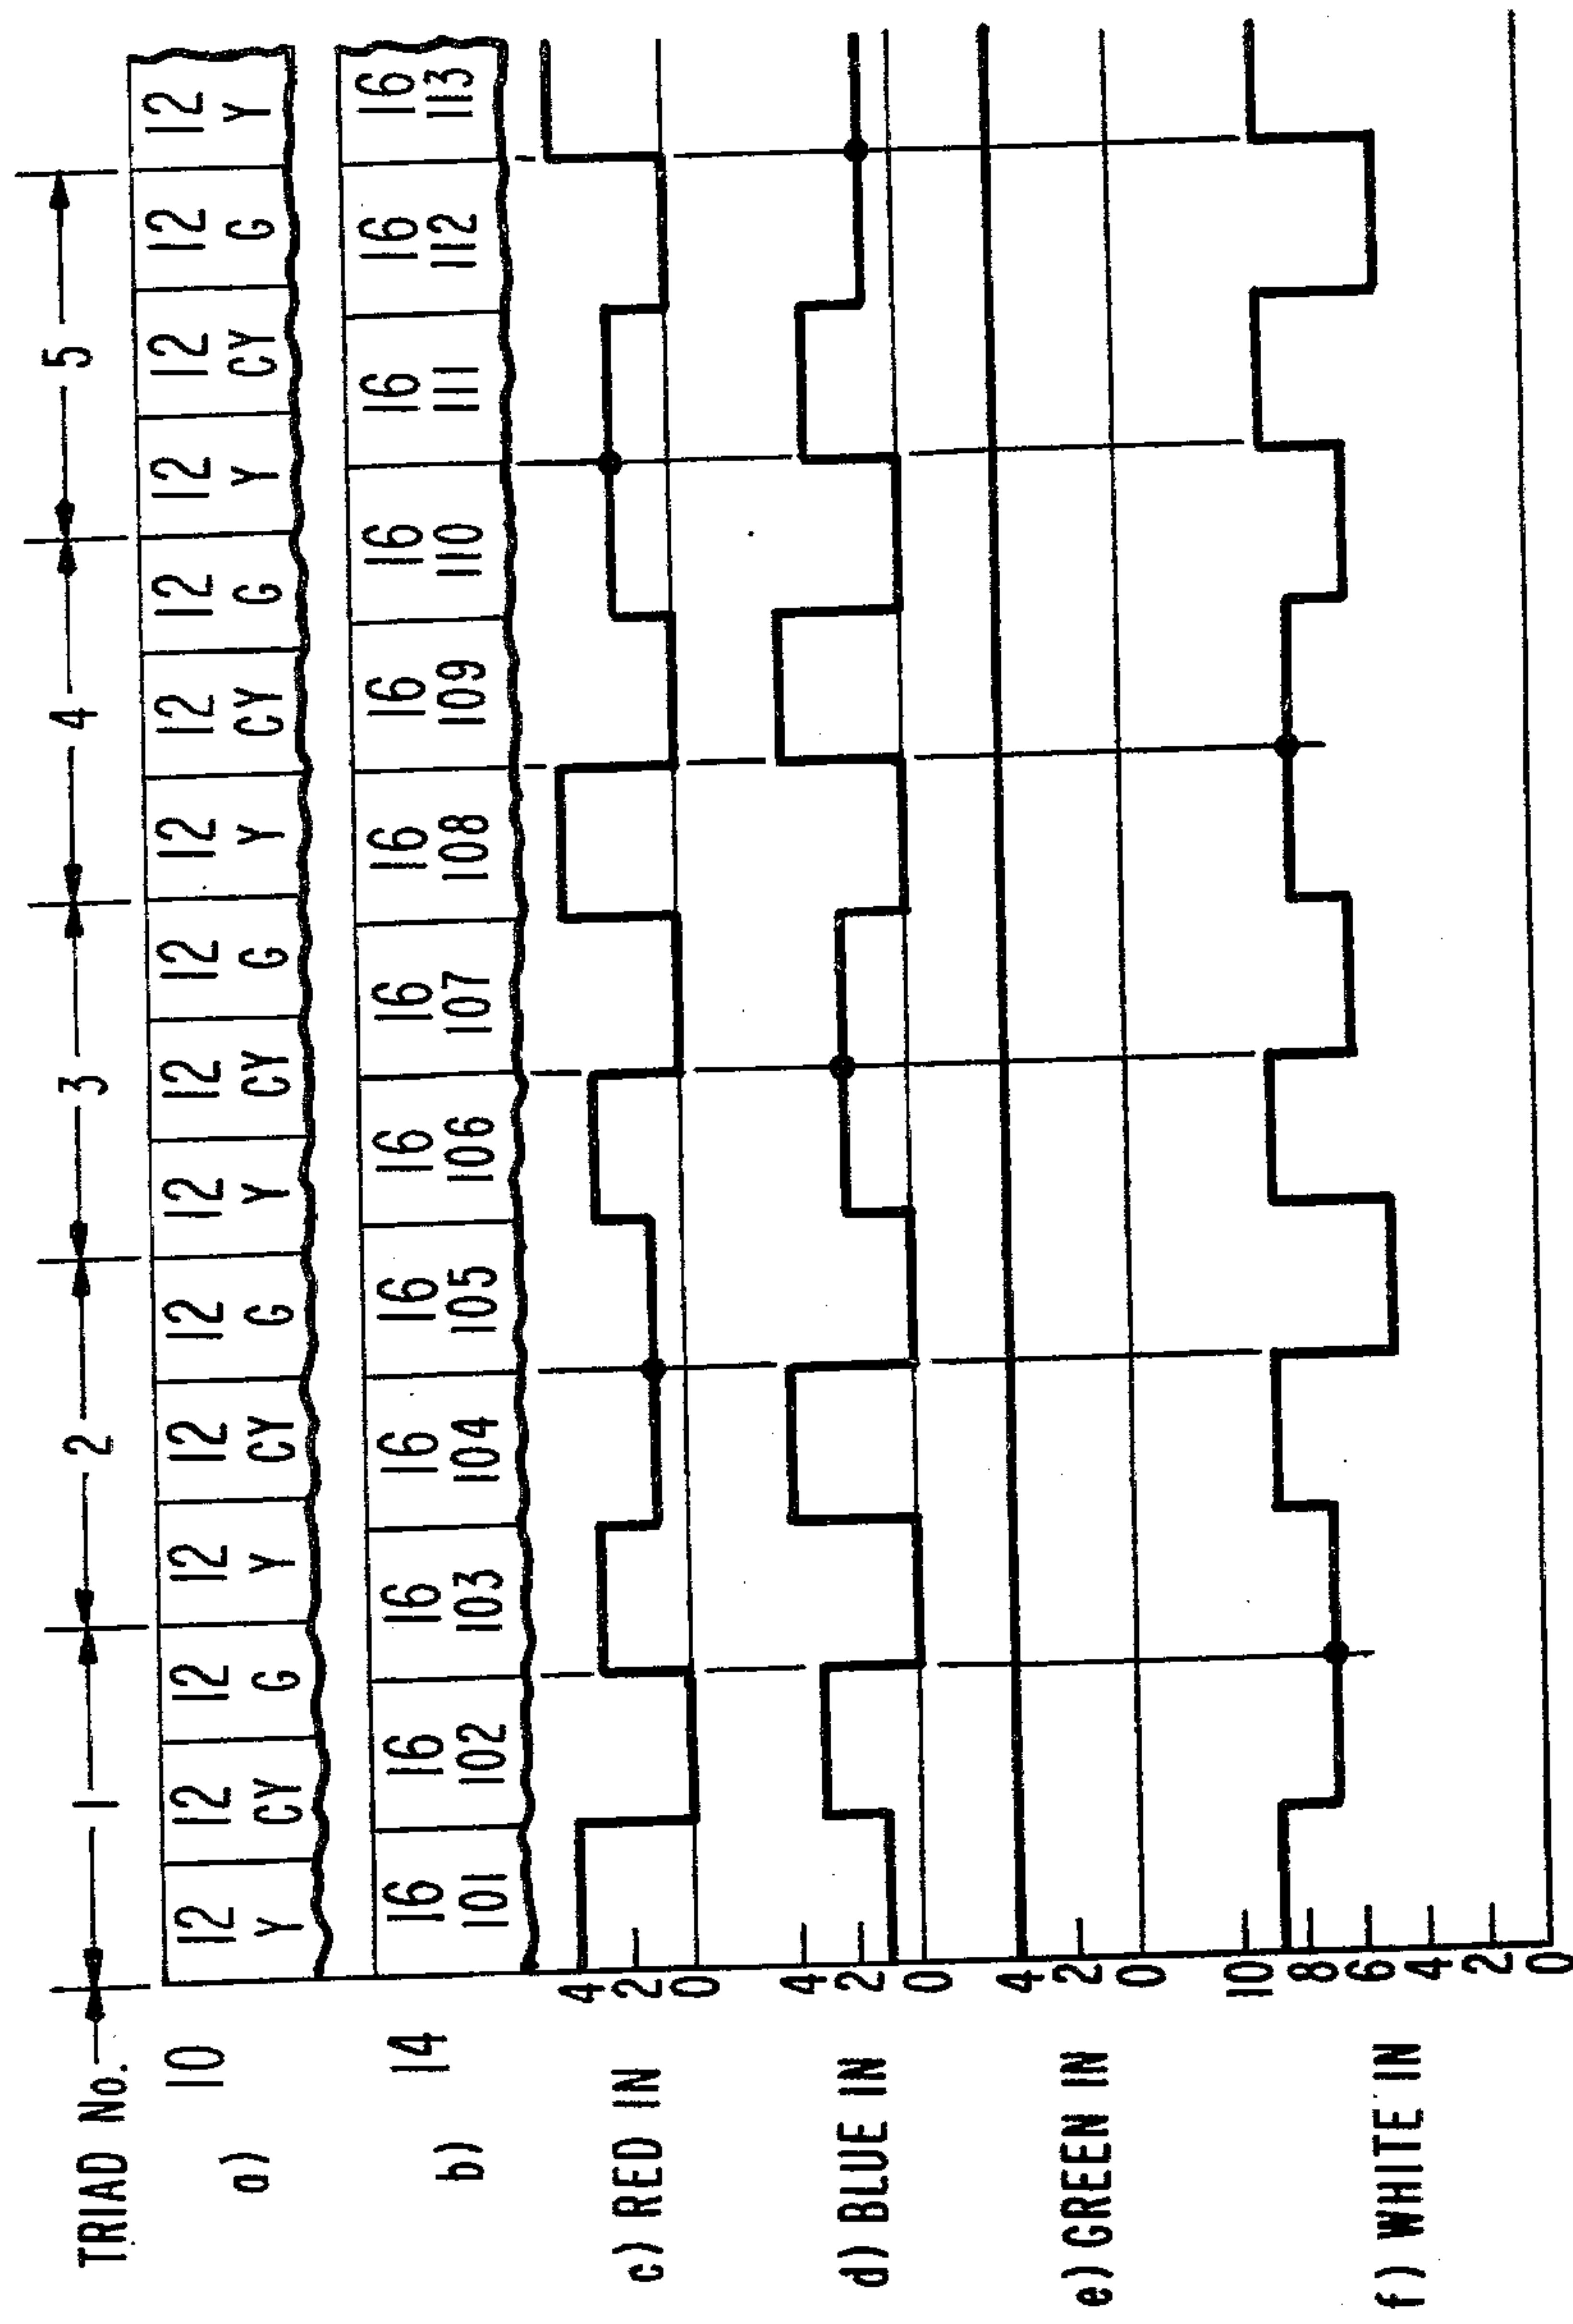 TRIAD No. 1 2 3 4 5
10
a)
12 12 12 12 12 12 12 12 12 12 12 12 12 12 12 12
Y CY G Y CY G Y CY G Y CY G Y CY G Y
14
b)
16 16 16 16 16 16 16 16 16 16 16 16 16
101 102 103 104 105 106 107 108 109 110 111 112 113
c) RED IN
4
2
0
d) BLUE IN
4
2
0
e) GREEN IN
4
2
0
f) WHITE IN
10
8
6
4
2
0